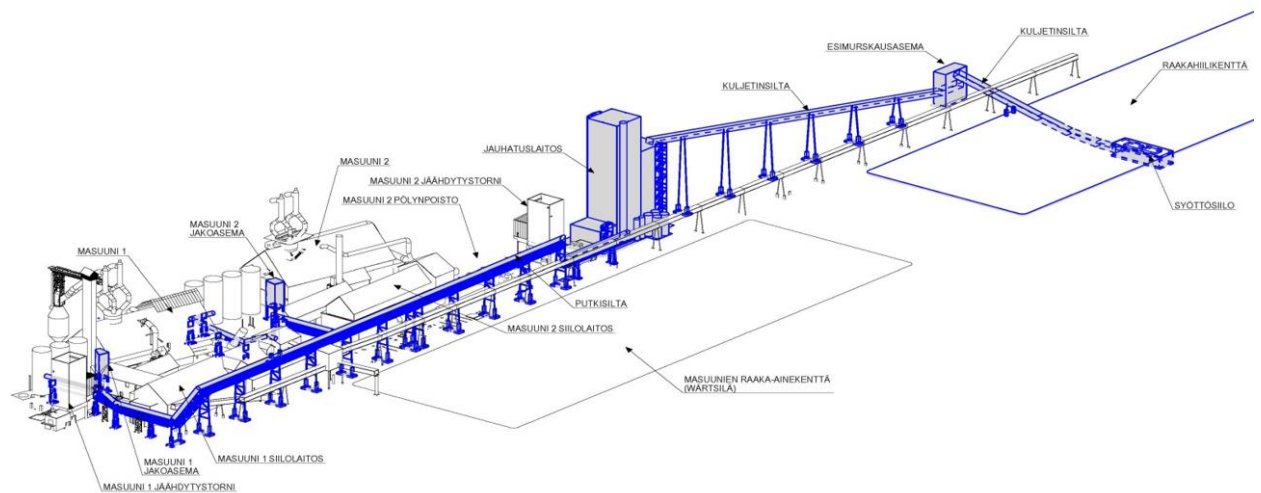 KULJETINSILTA
ESIMURSKAUSASEMA
RAAKAHIILIKENTTÄ
KULJETINSILTA
JAUHATUSLAITOS
MASUUNI 2
MASUUNI 2 JÄÄHDYTYSTORNI
MASUUNI 2 PÖLYNPOISTO
SYÖTTÖSIILO
MASUUNI 2
JAKOASEMA
MASUUNI 1
PUTKISILTA
MASUUNI 2 SIILOLAITOS
MASUUNIEN RAAKA-AINEKENTTÄ
(WÄRTSILÄ)
MASUUNI 1 SIILOLAITOS
MASUUNI 1
JAKOASEMA
MASUUNI 1 JÄÄHDYTYSTORNI